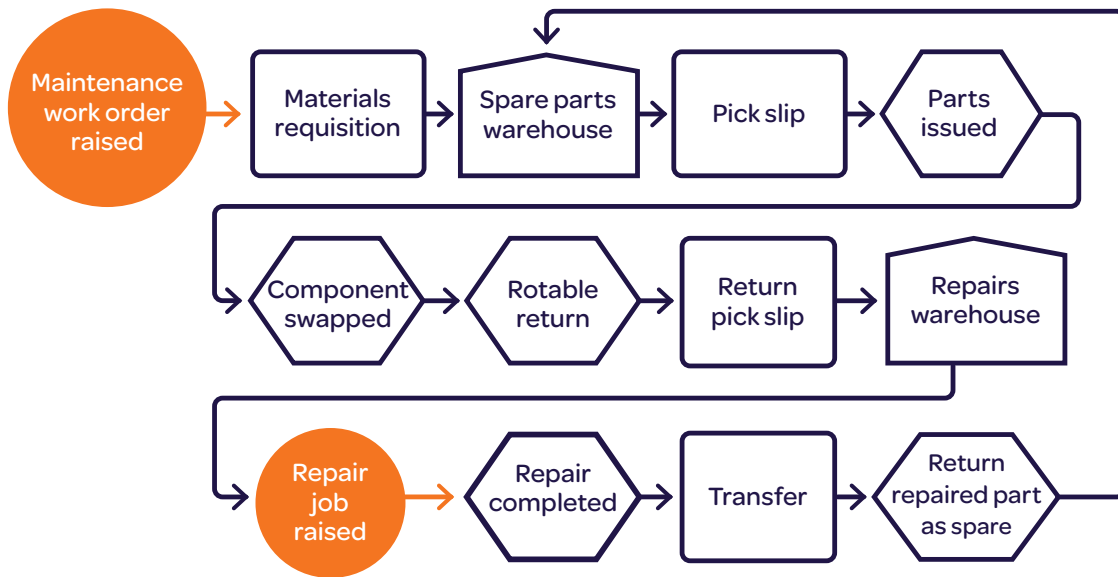 Maintenance
work order
raised
Materials
requisition
Spare parts
warehouse
Pick slip
Parts
issued
Component
swapped
Rotable
return
Return
pick slip
Repairs
warehouse
Repair
job
raised
Repair
completed
Transfer
Return
repaired part
as spare